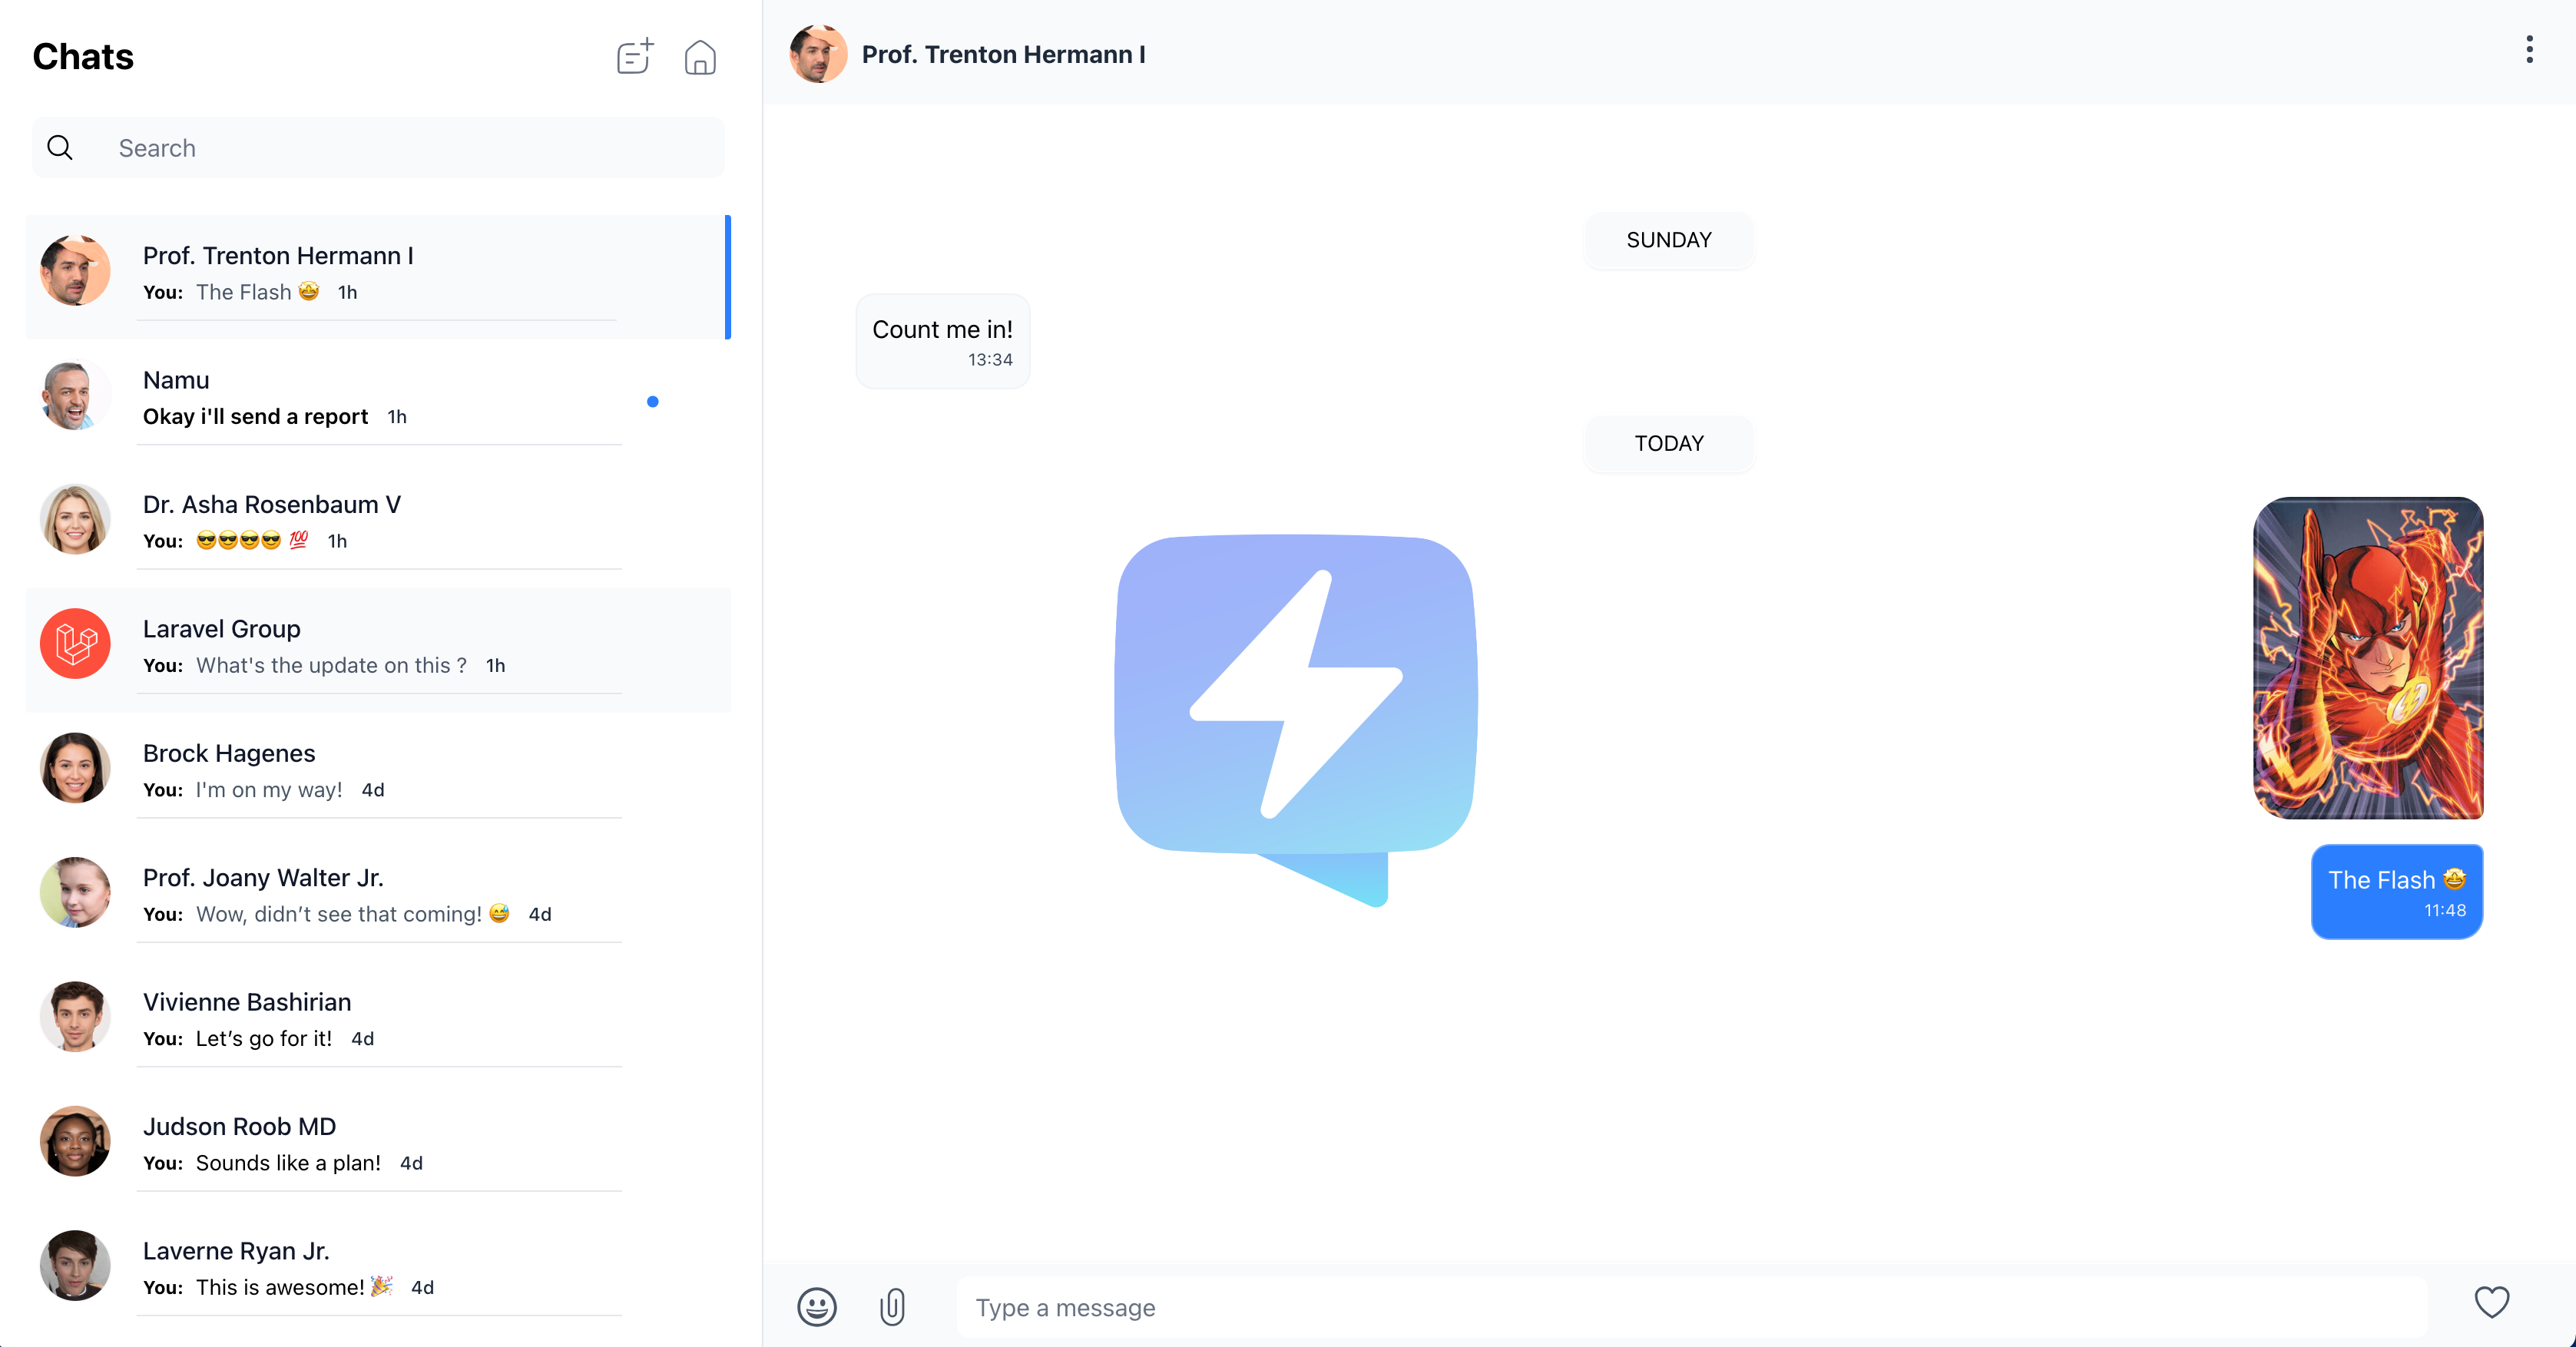 Chats
Search
Prof. Trenton Hermann I
You: The Flash 🤩 1h
Namu
Okay i'll send a report 1h
Dr. Asha Rosenbaum V
You: 😎😎😎😎 💯 1h
Laravel Group
You: What's the update on this ? 1h
Brock Hagenes
You: I'm on my way! 4d
Prof. Joany Walter Jr.
You: Wow, didn’t see that coming! 😅 4d
Vivienne Bashirian
You: Let’s go for it! 4d
Judson Roob MD
You: Sounds like a plan! 4d
Laverne Ryan Jr.
You: This is awesome! 🎉 4d
Prof. Trenton Hermann I
SUNDAY
Count me in!
13:34
TODAY
The Flash 🤩
11:48
Type a message